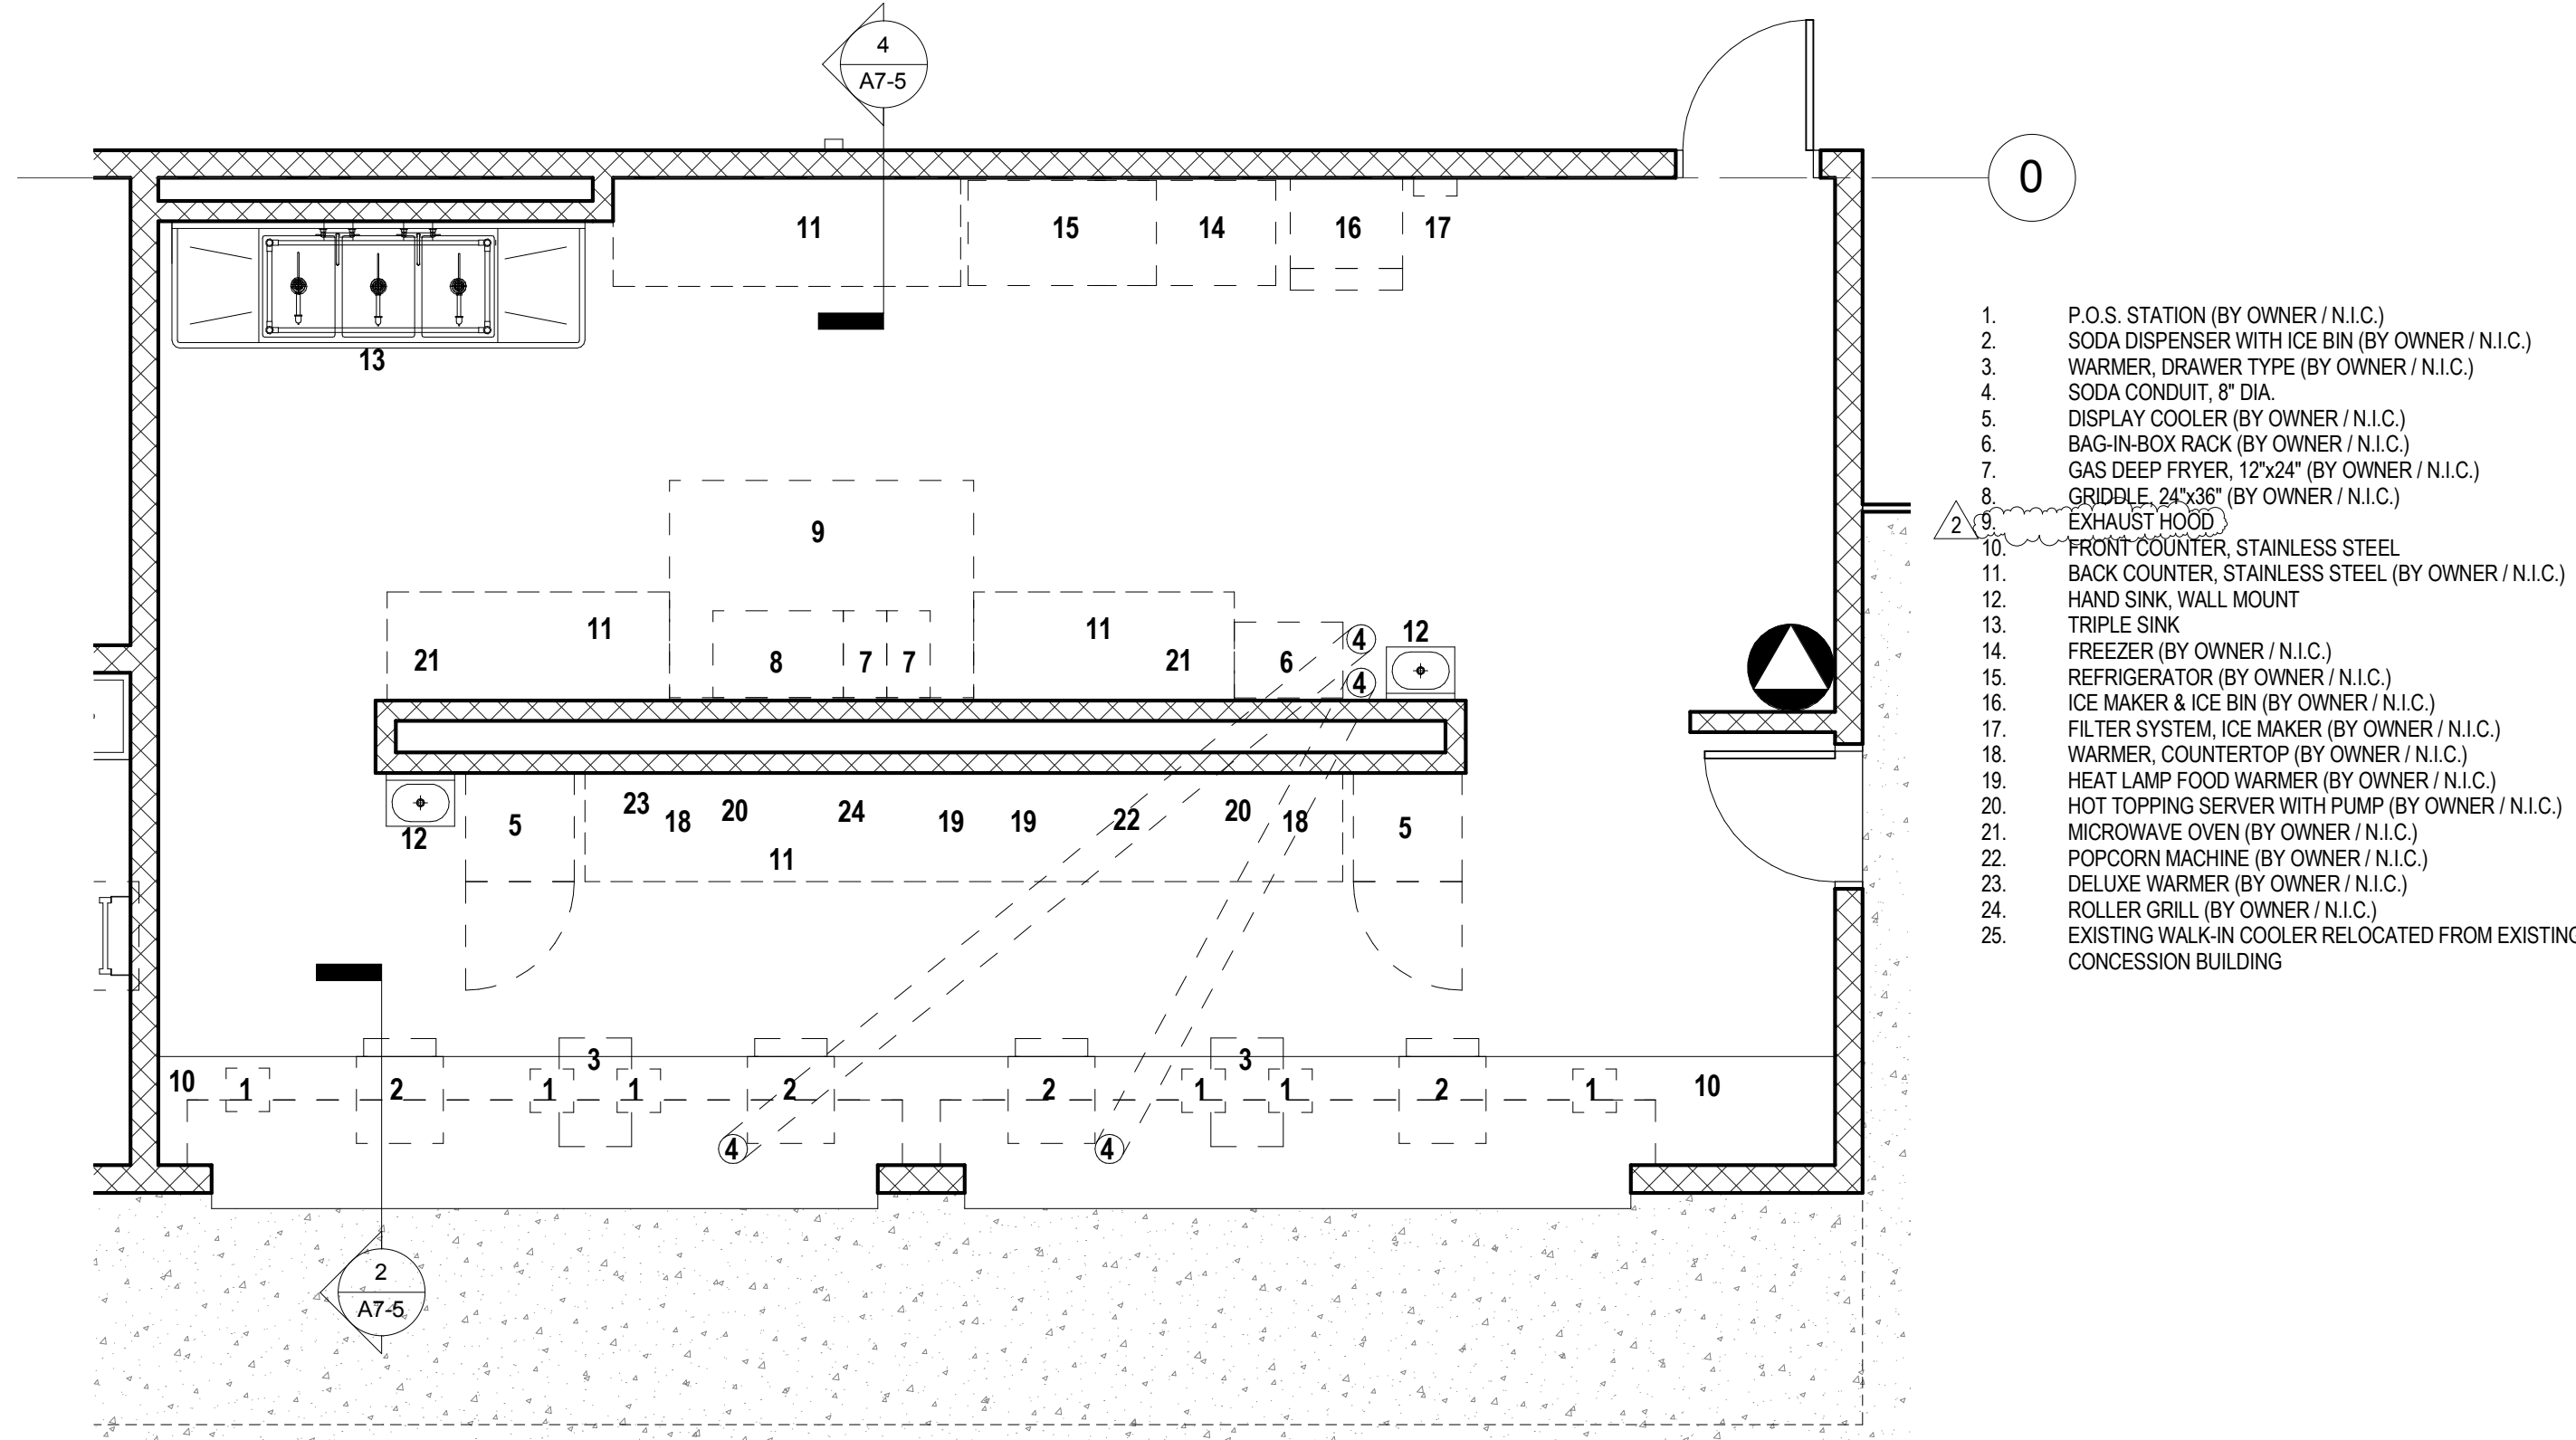 4
A7-5
0
11
15
14
16
17
13
1. P.O.S. STATION (BY OWNER / N.I.C.)
2. SODA DISPENSER WITH ICE BIN (BY OWNER / N.I.C.)
3. WARMER, DRAWER TYPE (BY OWNER / N.I.C.)
4. SODA CONDUIT, 8" DIA.
5. DISPLAY COOLER (BY OWNER / N.I.C.)
6. BAG-IN-BOX RACK (BY OWNER / N.I.C.)
7. GAS DEEP FRYER, 12"x24" (BY OWNER / N.I.C.)
8. GRIDDLE, 24"x36" (BY OWNER / N.I.C.)
2
9. EXHAUST HOOD
10. FRONT COUNTER, STAINLESS STEEL
11. BACK COUNTER, STAINLESS STEEL (BY OWNER / N.I.C.)
12. HAND SINK, WALL MOUNT
13. TRIPLE SINK
14. FREEZER (BY OWNER / N.I.C.)
15. REFRIGERATOR (BY OWNER / N.I.C.)
16. ICE MAKER & ICE BIN (BY OWNER / N.I.C.)
17. FILTER SYSTEM, ICE MAKER (BY OWNER / N.I.C.)
18. WARMER, COUNTERTOP (BY OWNER / N.I.C.)
19. HEAT LAMP FOOD WARMER (BY OWNER / N.I.C.)
20. HOT TOPPING SERVER WITH PUMP (BY OWNER / N.I.C.)
21. MICROWAVE OVEN (BY OWNER / N.I.C.)
22. POPCORN MACHINE (BY OWNER / N.I.C.)
23. DELUXE WARMER (BY OWNER / N.I.C.)
24. ROLLER GRILL (BY OWNER / N.I.C.)
25. EXISTING WALK-IN COOLER RELOCATED FROM EXISTING
CONCESSION BUILDING
9
11
11
4
12
21
8
7
7
21
6
4
12
5
23
18
20
24
19
19
22
20
18
5
11
3
3
10
1
2
1
1
2
2
1
1
2
1
10
4
4
2
A7-5